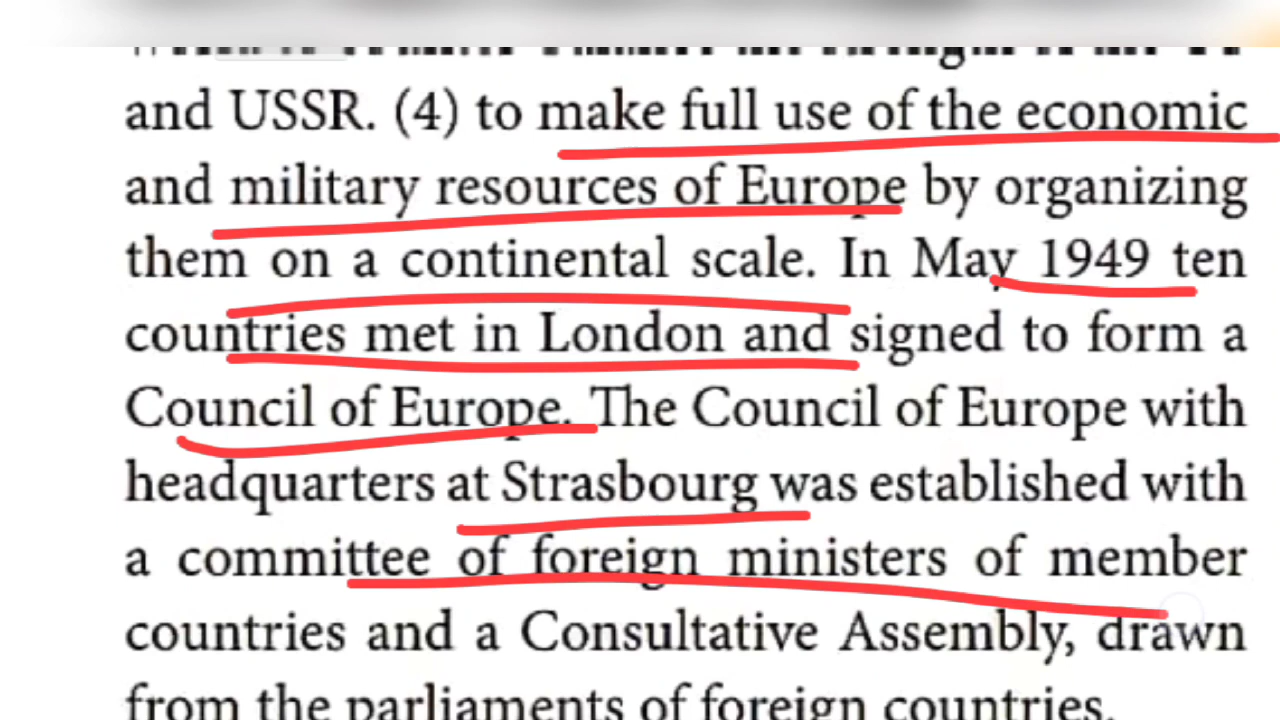 and USSR. (4) to make full use of the economic
and military resources of Europe by organizing
them on a continental scale. In May 1949 ten
countries met in London and signed to form a
Council of Europe. The Council of Europe with
headquarters at Strasbourg was established with
a committee of foreign ministers of member
countries and a Consultative Assembly, drawn
from the parliaments of foreign countries.